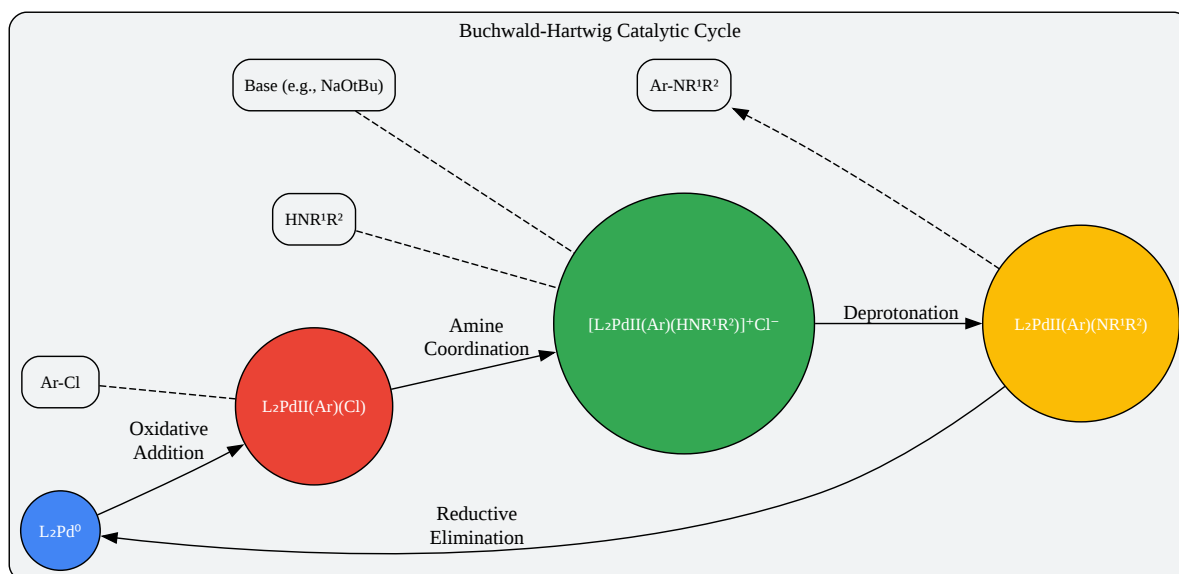 Buchwald-Hartwig Catalytic Cycle
Base (e.g., NaOtBu)
Ar-NR¹R²
HNR¹R²
Amine
Coordination
[L₂PdII(Ar)(HNR¹R²)]⁺Cl⁻
Deprotonation
L₂PdII(Ar)(NR¹R²)
Ar-Cl
L₂PdII(Ar)(Cl)
Oxidative
Addition
L₂Pd⁰
Reductive
Elimination